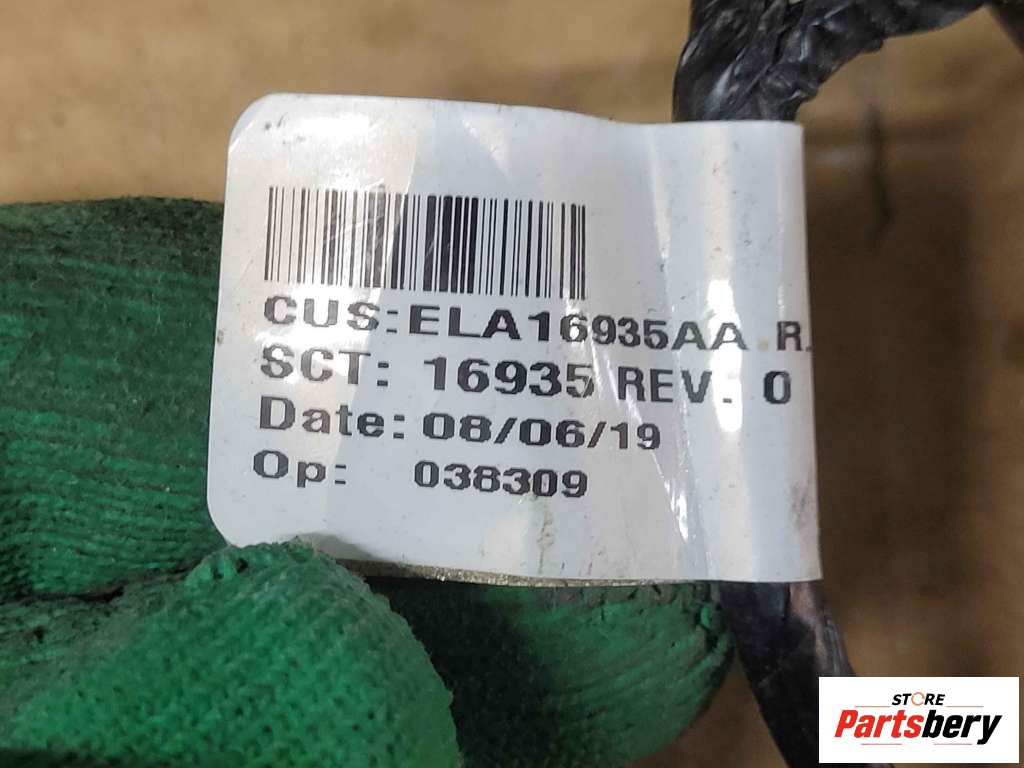 CUS:ELA16935AA R.
SCT: 16935 REV: 0
Date: 08/06/19
Op: 038309
STORE
Partsbery